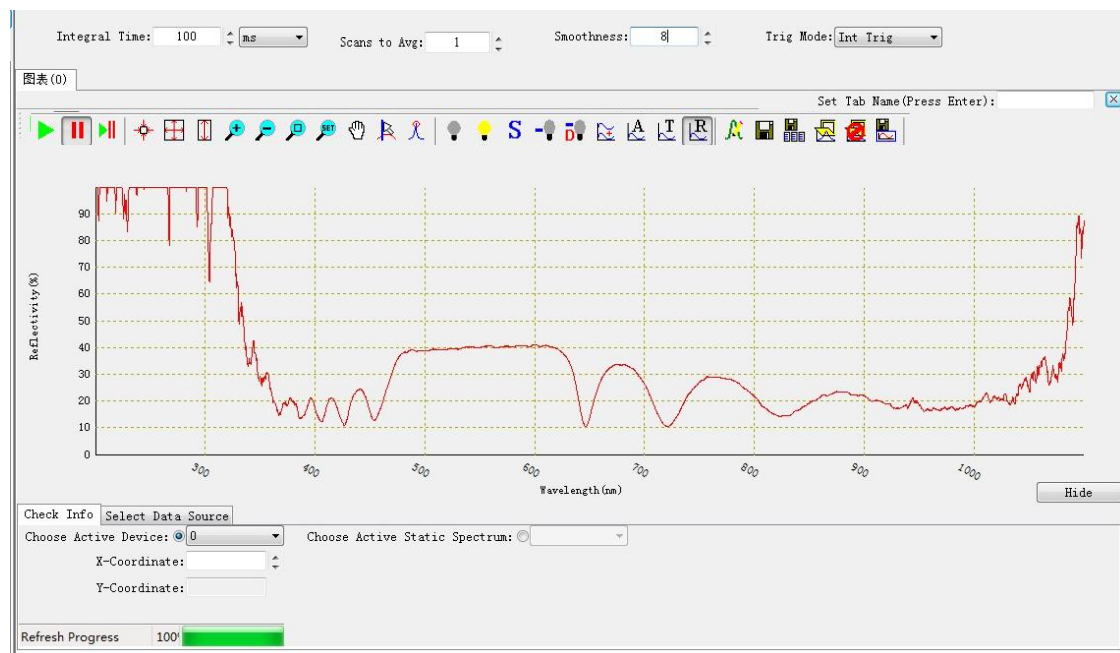 Integral Time: 100 ms Scans to Avg: 1 Smoothness: 8 Trig Mode: Int Trig
图表(0)
Set Tab Name(Press Enter):
SET S D A T R
90
80
70
60
50
40
30
20
10
0
Reflectivity(%)
300 400 500 600 700 800 900 1000
Wavelength(nm)
Hide
Check Info Select Data Source
Choose Active Device: 0 Choose Active Static Spectrum:
X-Coordinate:
Y-Coordinate:
Refresh Progress 100%